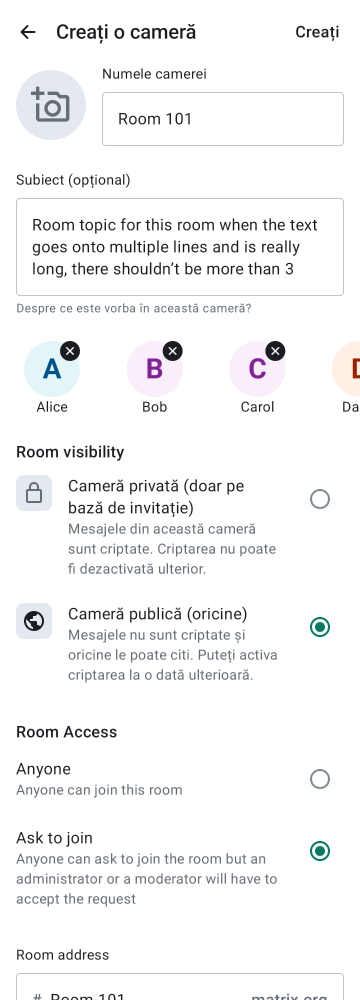 Creați o cameră
Creați
Numele camerei
Room 101
Subiect (opțional)
Room topic for this room when the text
goes onto multiple lines and is really
long, there shouldn't be more than 3
Despre ce este vorba în această cameră?
A B C
Alice Bob Carol Da
Room visibility
Cameră privată (doar pe
bază de invitație)
Mesajele din această cameră
sunt criptate. Criptarea nu poate
fi dezactivată ulterior.
Cameră publică (oricine)
Mesajele nu sunt criptate și
oricine le poate citi. Puteți activa
criptarea la o dată ulterioară.
Room Access
Anyone
Anyone can join this room
Ask to join
Anyone can ask to join the room but an
administrator or a moderator will have to
accept the request
Room address
# Room 101 matrix.org